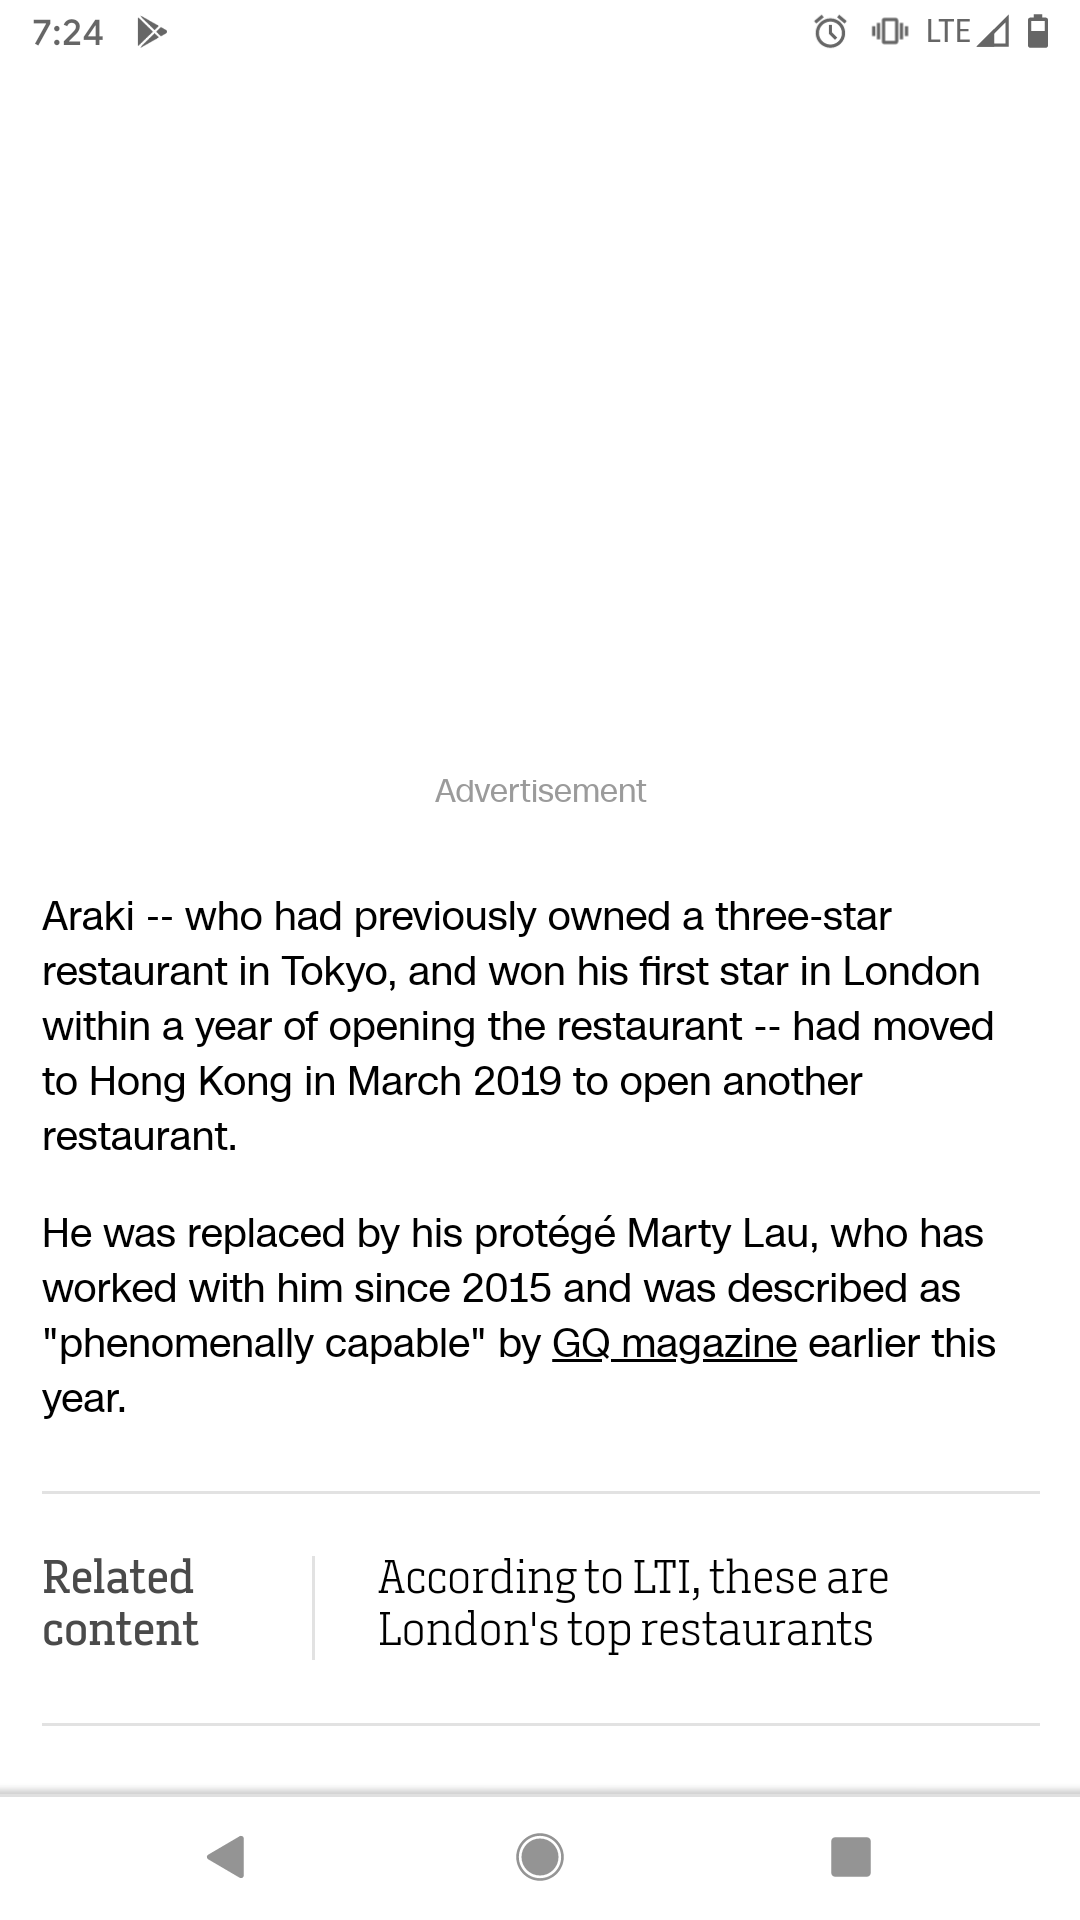 7:24 LTE
Advertisement
Araki -- who had previously owned a three-star
restaurant in Tokyo, and won his first star in London
within a year of opening the restaurant -- had moved
to Hong Kong in March 2019 to open another
restaurant.
He was replaced by his protégé Marty Lau, who has
worked with him since 2015 and was described as
"phenomenally capable" by GQ magazine earlier this
year.
Related
content
According to LTI, these are
London's top restaurants